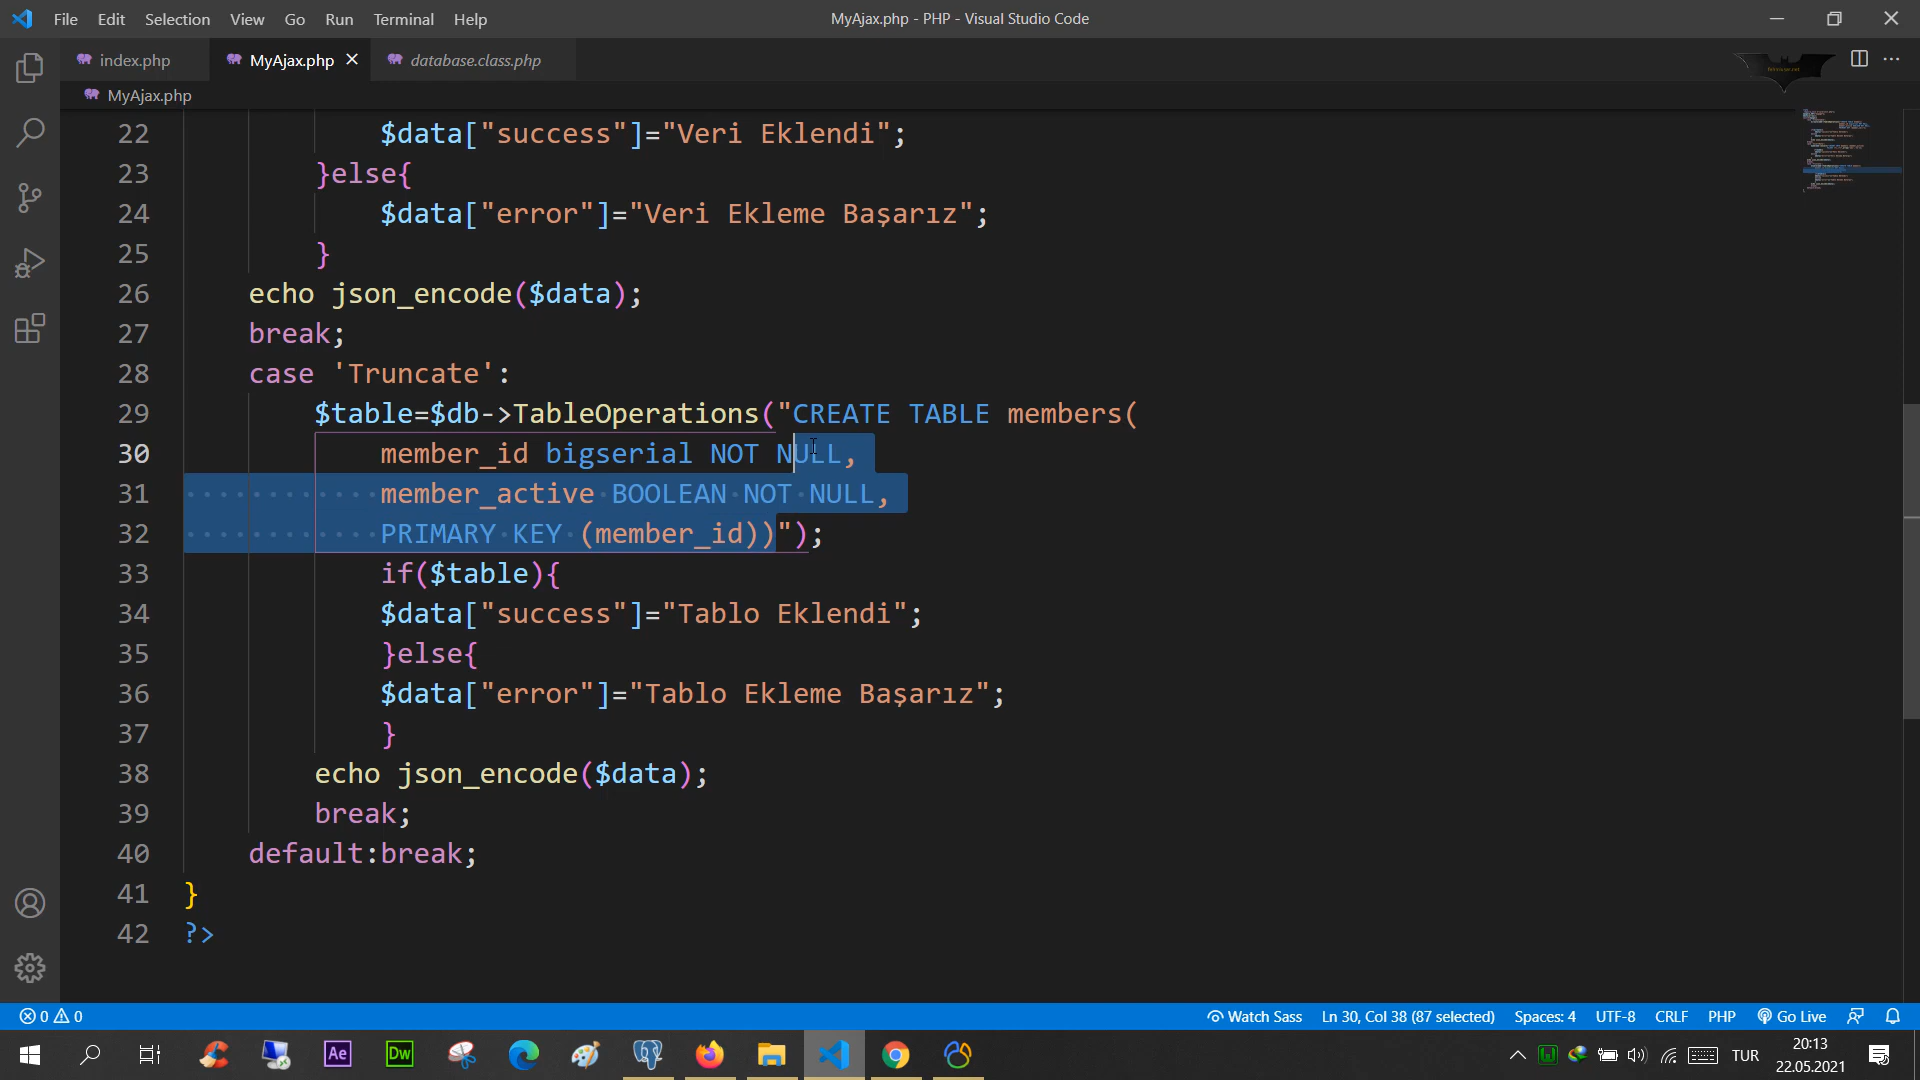 File Edit Selection View Go Run Terminal Help
MyAjax.php - PHP - Visual Studio Code
index.php
MyAjax.php
database.class.php
MyAjax.php
22 $data["success"]="Veri Eklendi";
23 }else{
24 $data["error"]="Veri Ekleme Başarız";
25 }
26 echo json_encode($data);
27 break;
28 case 'Truncate':
29 $table=$db->TableOperations("CREATE TABLE members(
30 member_id bigserial NOT NULL,
31 member_active BOOLEAN NOT NULL,
32 PRIMARY KEY (member_id))");
33 if($table){
34 $data["success"]="Tablo Eklendi";
35 }else{
36 $data["error"]="Tablo Ekleme Başarız";
37 }
38 echo json_encode($data);
39 break;
40 default:break;
41 }
42 ?>
0 0
Watch Sass
Ln 30, Col 38 (87 selected)
Spaces: 4
UTF-8
CRLF
PHP
Go Live
Ae
Dw
TUR
20:13
22.05.2021